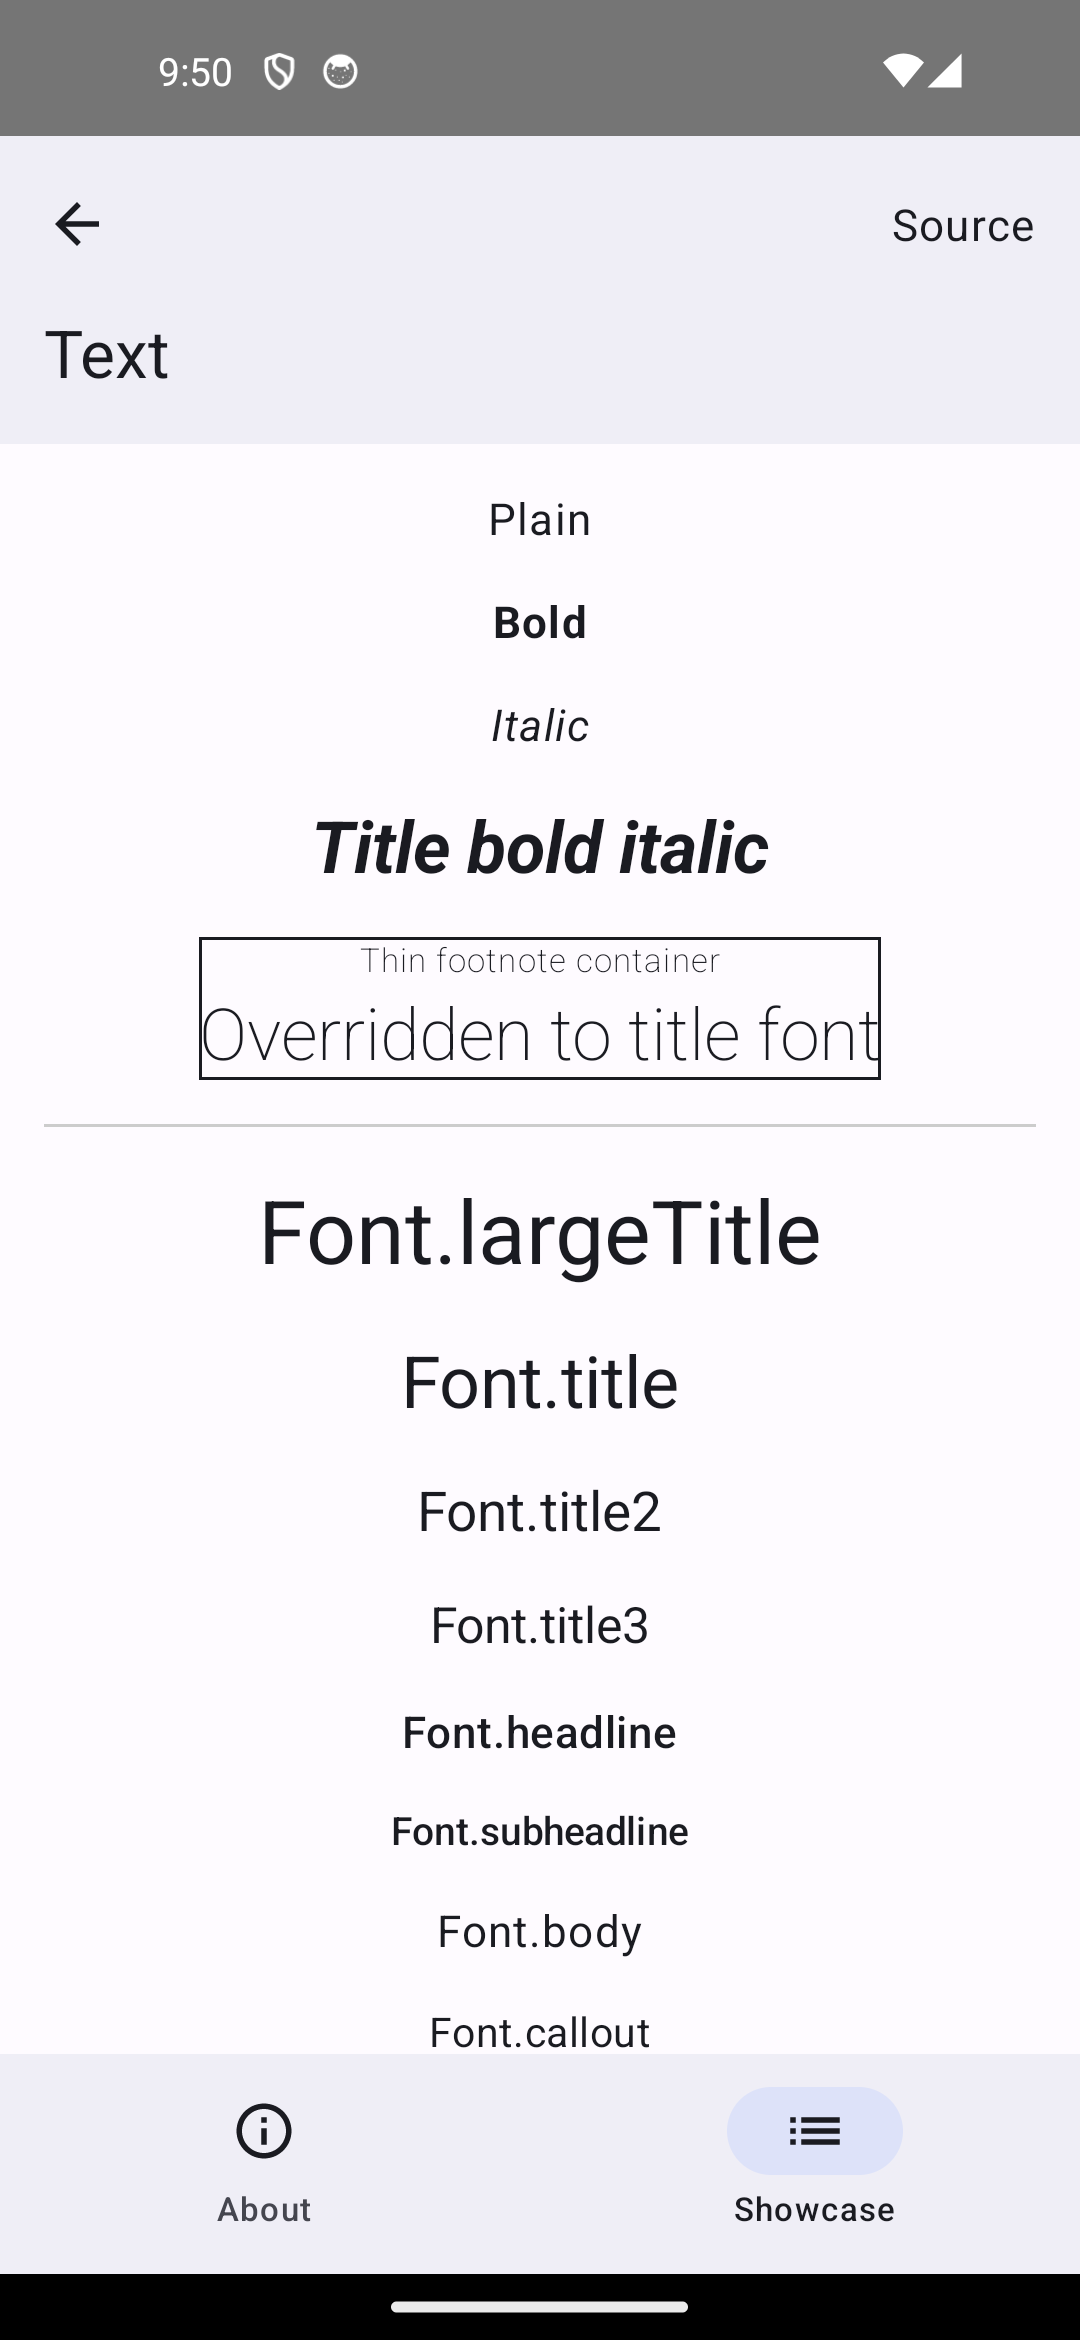 9:50
Source
Text
Plain
Bold
Italic
Title bold italic
Thin footnote container
Overridden to title font
Font.largeTitle
Font.title
Font.title2
Font.title3
Font.headline
Font.subheadline
Font.body
Font.callout
About
Showcase